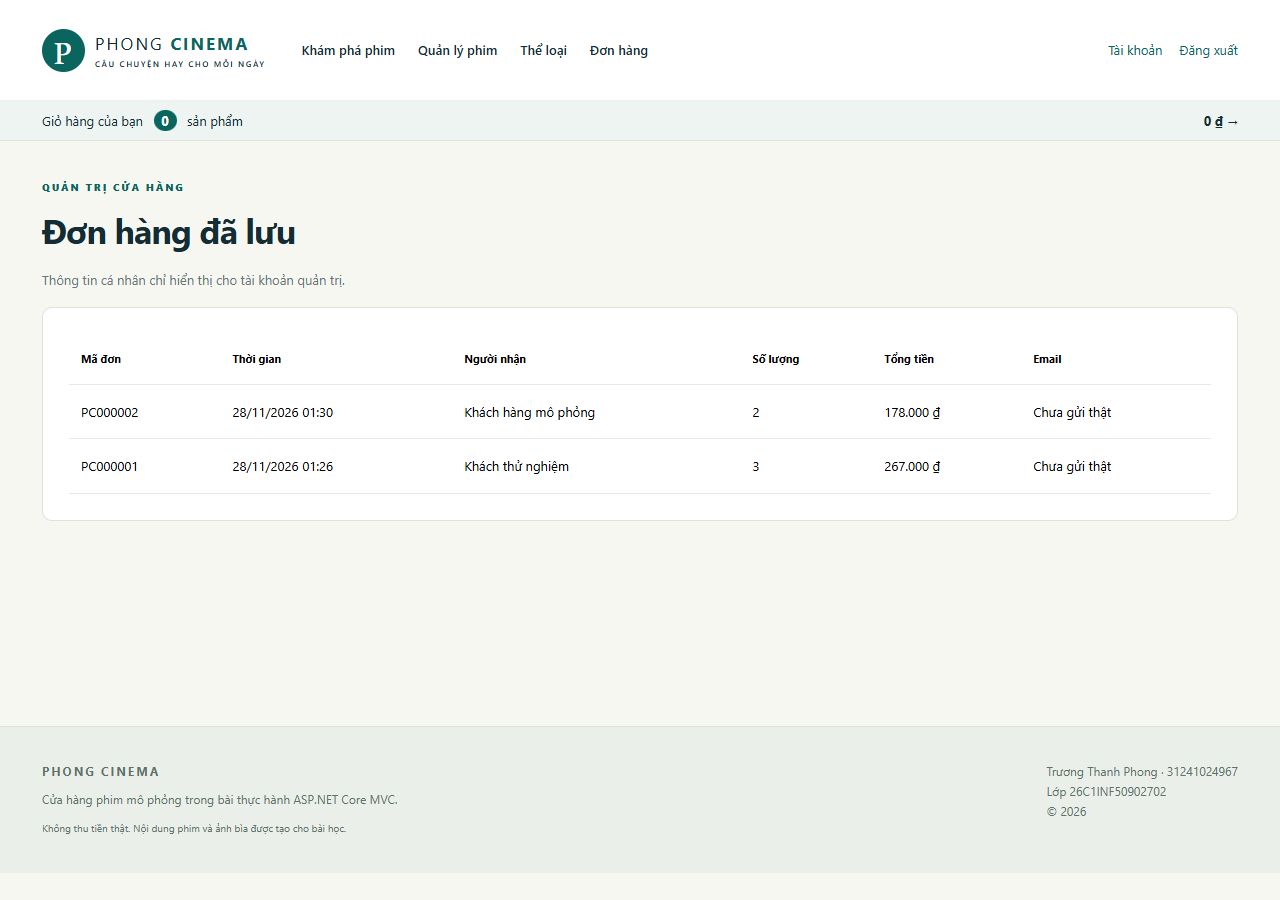 P PHONG CINEMA
CÂU CHUYỆN HAY CHO MỖI NGÀY
Khám phá phim Quản lý phim Thể loại Đơn hàng
Tài khoản Đăng xuất
Giỏ hàng của bạn 0 sản phẩm 0 ₫ →
QUẢN TRỊ CỬA HÀNG
Đơn hàng đã lưu
Thông tin cá nhân chỉ hiển thị cho tài khoản quản trị.
Mã đơn Thời gian Người nhận Số lượng Tổng tiền Email
PC000002 28/11/2026 01:30 Khách hàng mô phỏng 2 178.000 ₫ Chưa gửi thật
PC000001 28/11/2026 01:26 Khách thử nghiệm 3 267.000 ₫ Chưa gửi thật
PHONG CINEMA
Cửa hàng phim mô phỏng trong bài thực hành ASP.NET Core MVC.
Không thu tiền thật. Nội dung phim và ảnh bìa được tạo cho bài học.
Trương Thanh Phong · 31241024967
Lớp 26C1INF50902702
© 2026